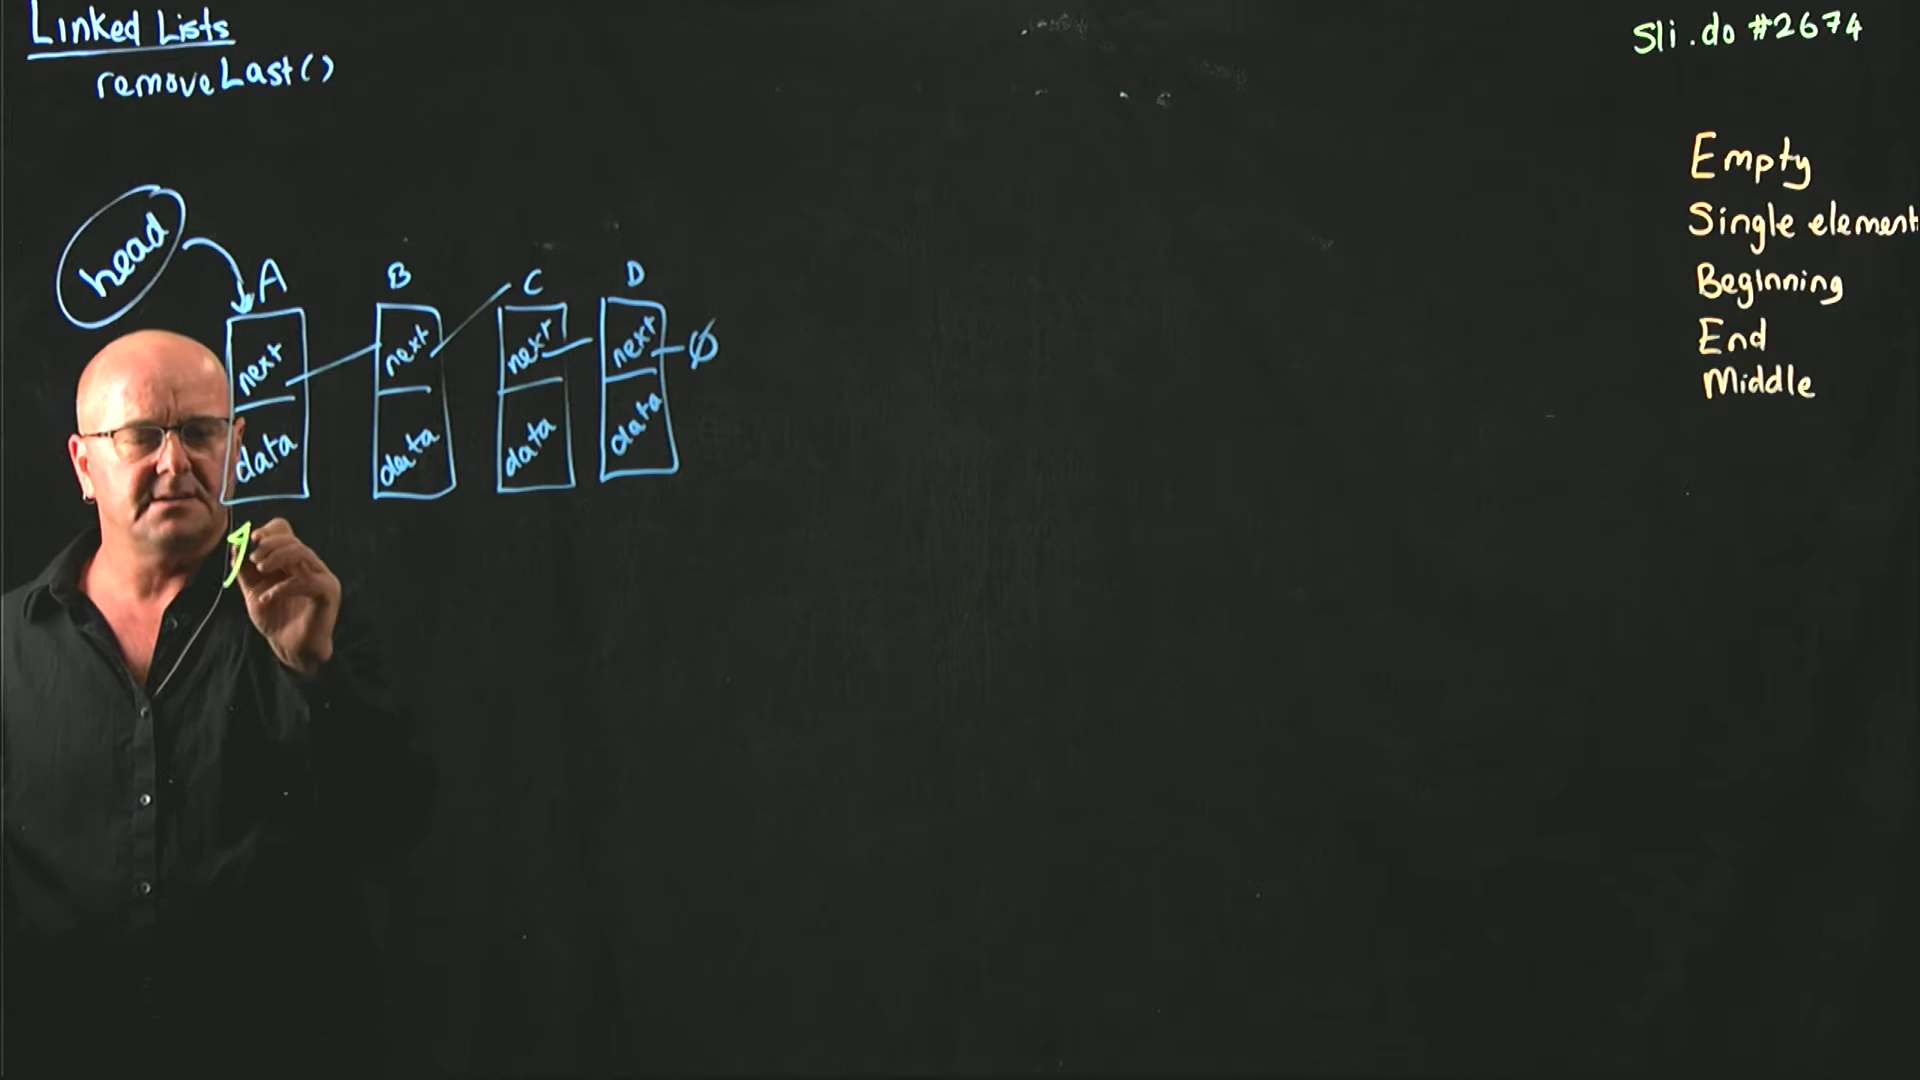 Linked Lists
removeLast()
Sli.do #2674
Empty
Single element
Beginning
End
Middle
head
A B C D
next next next next Ø
data data data data